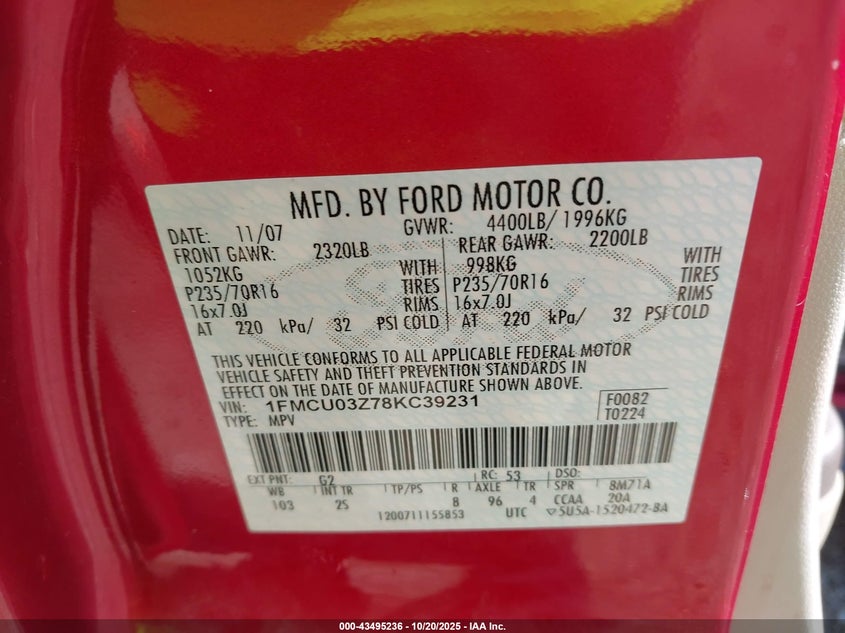 MFD. BY FORD MOTOR CO.
DATE: 11/07 GVWR: 4400LB/ 1996KG
FRONT GAWR: 2320LB REAR GAWR: 2200LB
1052KG WITH 998KG WITH
P235/70R16 TIRES P235/70R16 TIRES
16x7.0J RIMS 16x7.0J RIMS
AT 220 kPa/ 32 PSI COLD AT 220 kPa/ 32 PSI COLD
THIS VEHICLE CONFORMS TO ALL APPLICABLE FEDERAL MOTOR
VEHICLE SAFETY AND THEFT PREVENTION STANDARDS IN
EFFECT ON THE DATE OF MANUFACTURE SHOWN ABOVE.
VIN: 1FMCU03Z78KC39231 F0082
TYPE: MPV T0224
EXT PNT: G2 RC: 53 DSO:
WB INT TR TP/PS R AXLE TR SPR 8M71A
103 2S 8 96 4 CCAA 20A
1200711155853 UTC ▽5U5A-1520472-BA
000-43495236 - 10/20/2025 - IAA Inc.